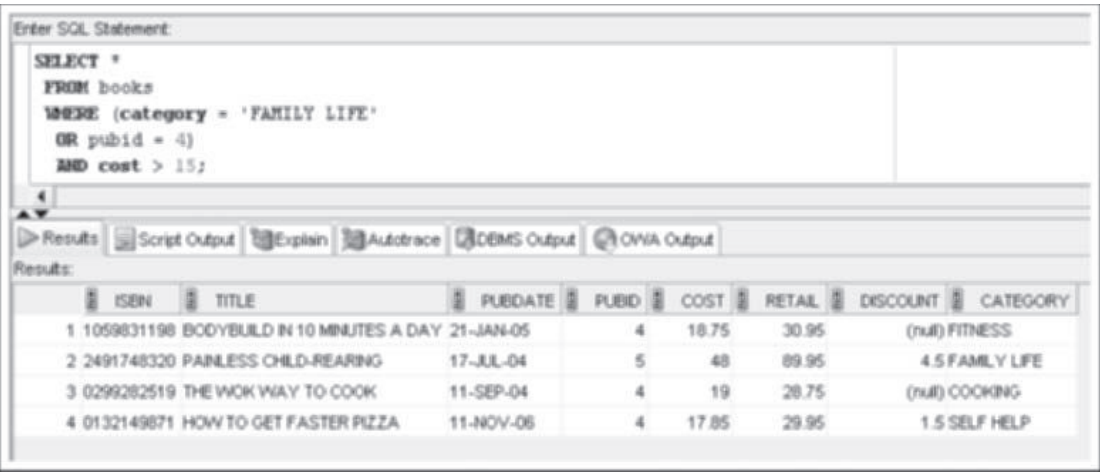 Enter SQL Statement:
SELECT *
FROM books
WHERE (category = 'FAMILY LIFE'
OR pubid = 4)
AND cost > 15;
Results Script Output Explain Autotrace DBMS Output OWA Output
Results:
ISBN TITLE PUBDATE PUBID COST RETAIL DISCOUNT CATEGORY
1 1059831198 BODYBUILD IN 10 MINUTES A DAY 21-JAN-05 4 18.75 30.95 (null) FITNESS
2 2491748320 PAINLESS CHILD-REARING 17-JUL-04 5 48 89.95 4.5 FAMILY LIFE
3 0299282519 THE WOK WAY TO COOK 11-SEP-04 4 19 28.75 (null) COOKING
4 0132149871 HOW TO GET FASTER PIZZA 11-NOV-06 4 17.85 29.95 1.5 SELF HELP